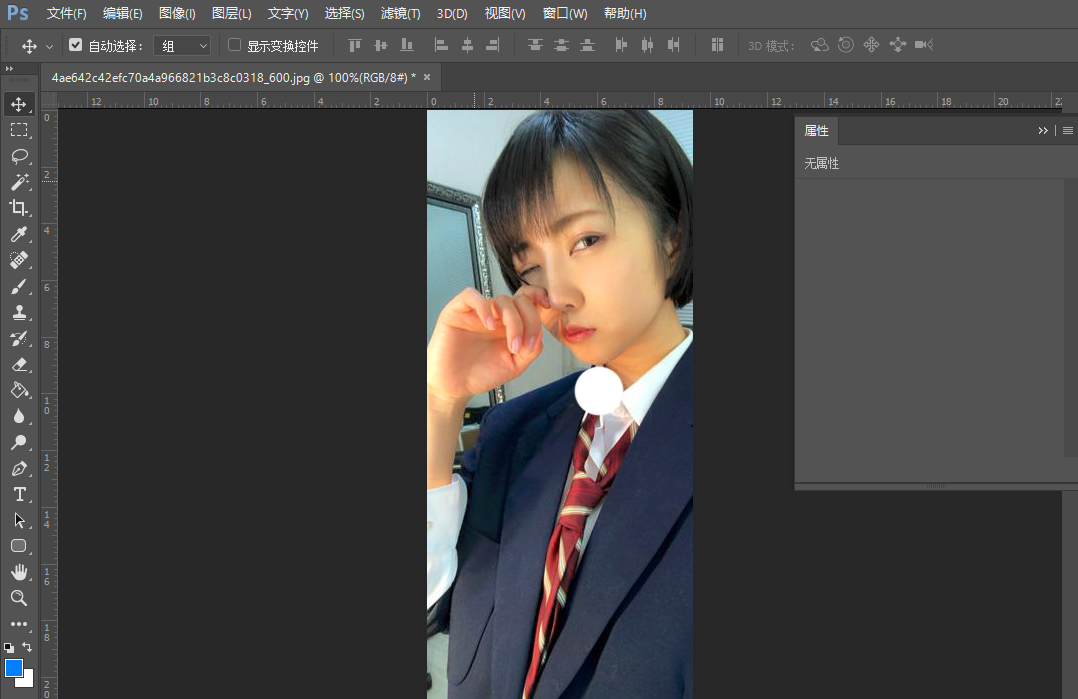 Ps 文件(F) 编辑(E) 图像(I) 图层(L) 文字(Y) 选择(S) 滤镜(T) 3D(D) 视图(V) 窗口(W) 帮助(H)
自动选择： 组 显示变换控件 3D 模式：
4ae642c42efc70a4a966821b3c8c0318_600.jpg @ 100%(RGB/8#) * ×
12 10 8 6 4 2 0 2 4 6 8 10 12 14 16 18 20 22
0
2
4
6
8
10
12
14
16
18
20
属性
无属性
T